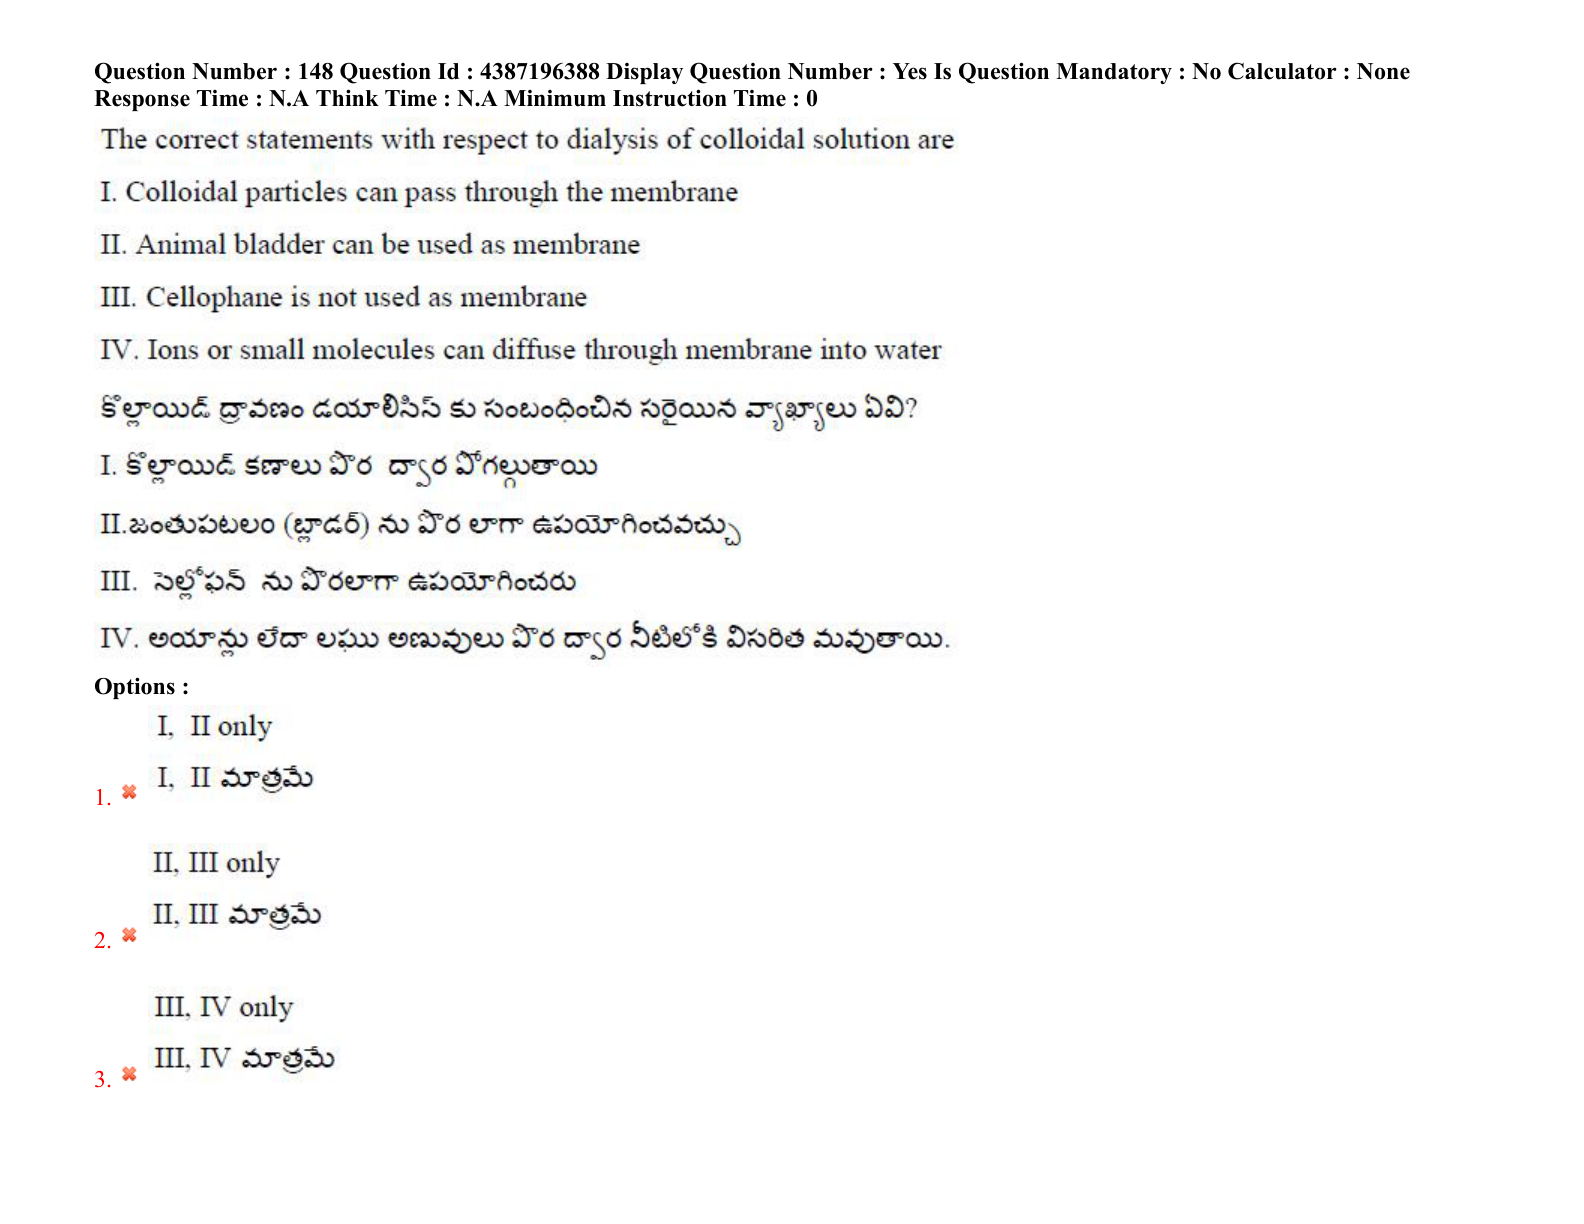 Question Number : 148 Question Id : 4387196388 Display Question Number : Yes Is Question Mandatory : No Calculator : None
Response Time : N.A Think Time : N.A Minimum Instruction Time : 0
The correct statements with respect to dialysis of colloidal solution are
I. Colloidal particles can pass through the membrane
II. Animal bladder can be used as membrane
III. Cellophane is not used as membrane
IV. Ions or small molecules can diffuse through membrane into water
కొల్లాయిడ్ ద్రావణం డయాలిసిస్ కు సంబంధించిన సరైయిన వ్యాఖ్యాలు ఏవి?
I. కొల్లాయిడ్ కణాలు పొర ద్వార పోగల్గుతాయి
II.జంతుపటలం (బ్లాడర్) ను పొర లాగా ఉపయోగించవచ్చు
III. సెల్లోఫన్ ను పొరలాగా ఉపయోగించరు
IV. అయాన్లు లేదా లఘు అణువులు పొర ద్వార నీటిలోకి విసరిత మవుతాయి.
Options :
I, II only
I, II మాత్రమే
1.
II, III only
II, III మాత్రమే
2.
III, IV only
III, IV మాత్రమే
3.